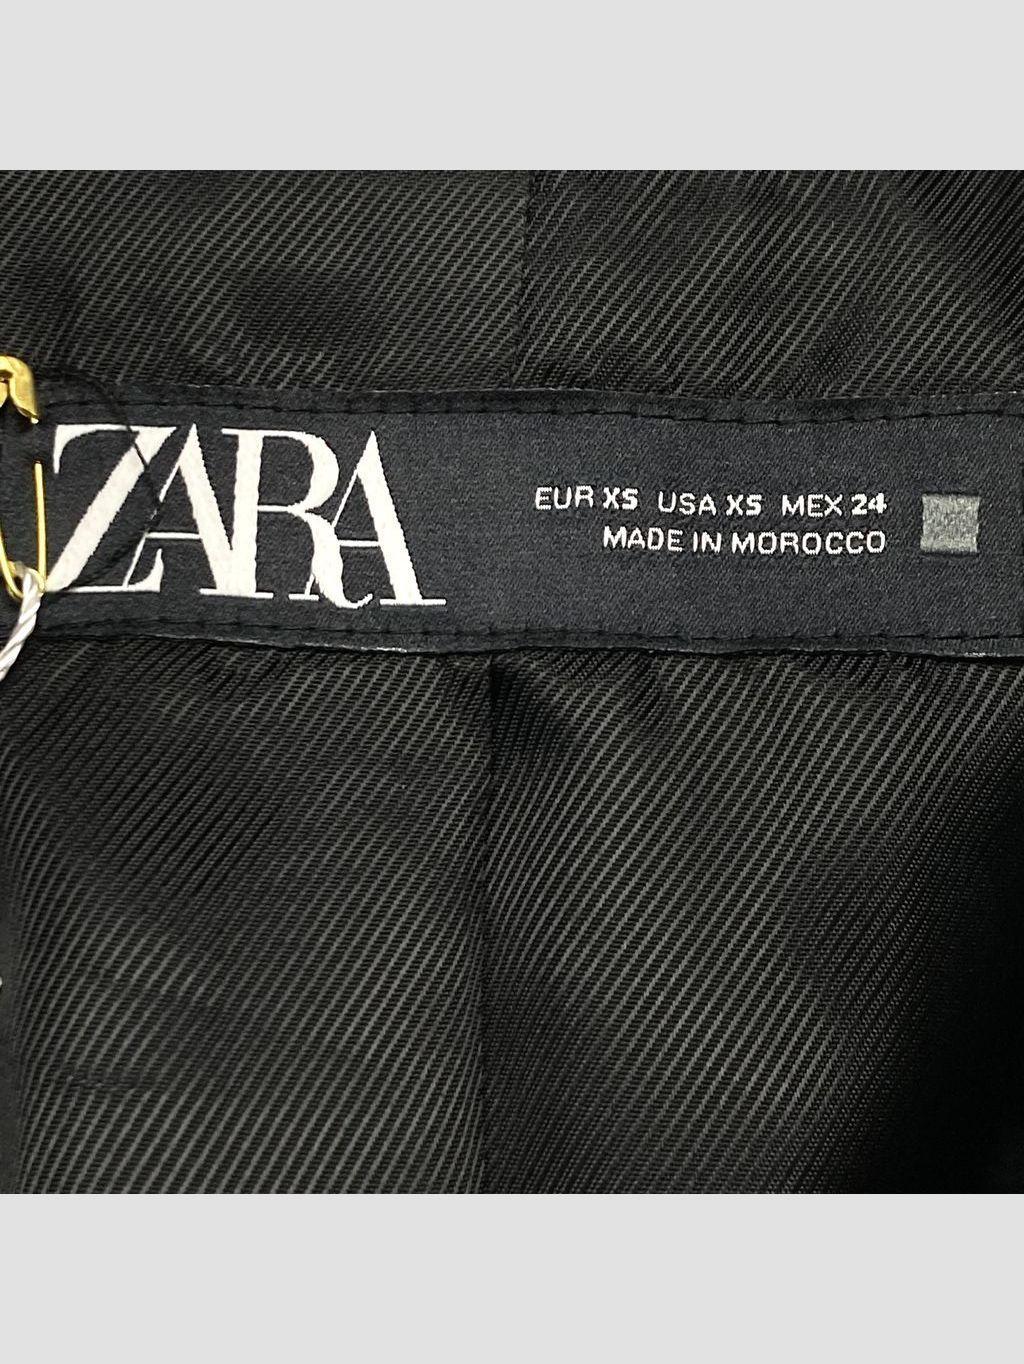 ZARA
EUR XS USA XS MEX 24
MADE IN MOROCCO